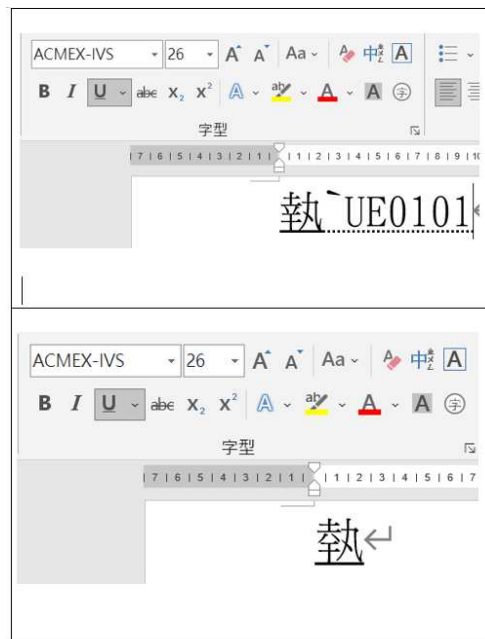 ACMEX-IVS 26 A A Aa A 中 A
B I U abc X₂ X² A aby A A 字
字型
7 6 5 4 3 2 1 1 2 3 4 5 6 7 8 9 10
執`UE0101
ACMEX-IVS 26 A A Aa A 中 A
B I U abc X₂ X² A aby A A 字
字型
7 6 5 4 3 2 1 1 2 3 4 5 6 7
執